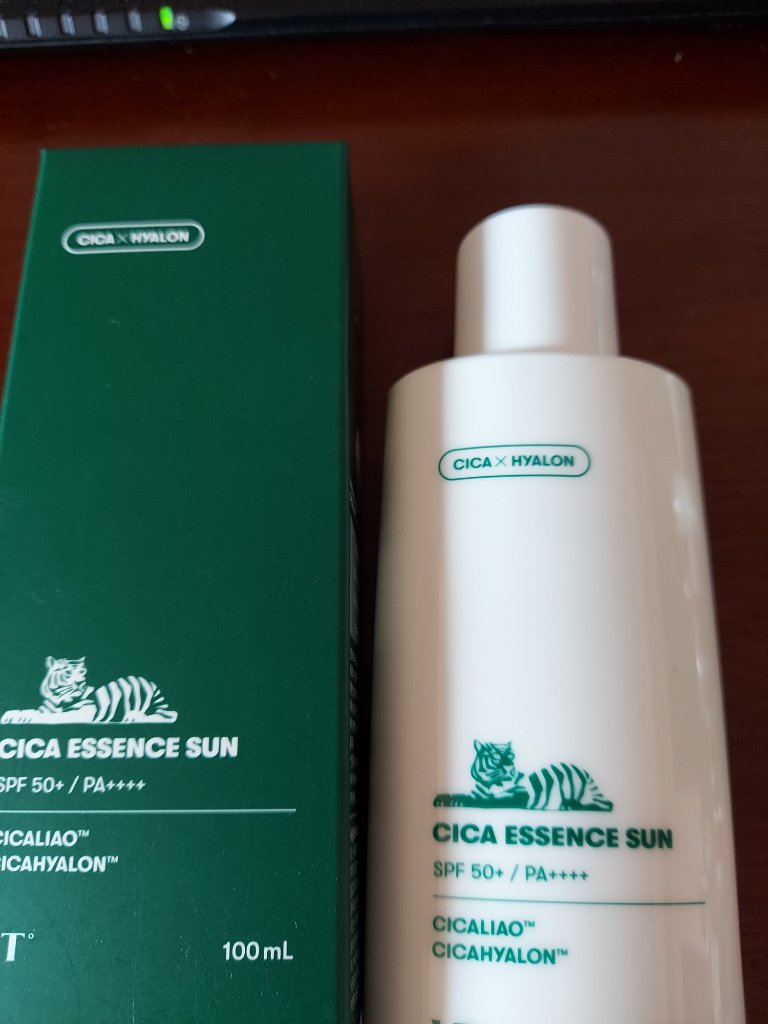 CICA×HYALON
CICA ESSENCE SUN
SPF 50+ / PA++++
CICALIAO™
CICAHYALON™
T°
100 mL
CICA×HYALON
CICA ESSENCE SUN
SPF 50+ / PA++++
CICALIAO™
CICAHYALON™